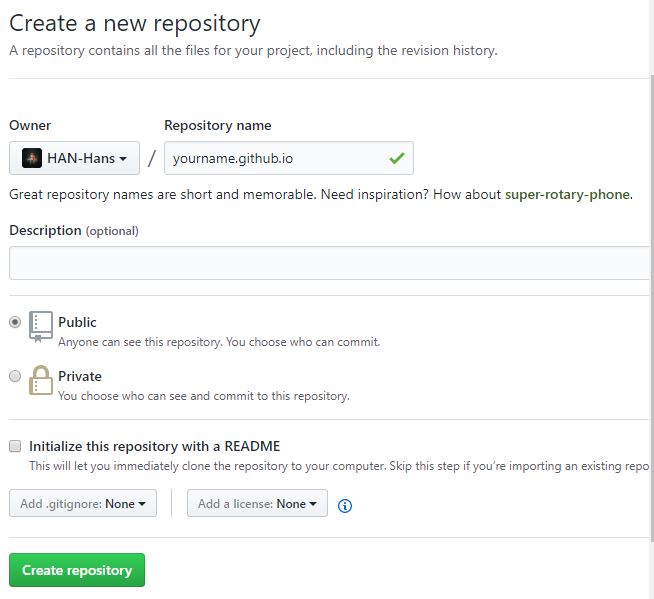 Create a new repository
A repository contains all the files for your project, including the revision history.
Owner
Repository name
HAN-Hans
/
yourname.github.io
Great repository names are short and memorable. Need inspiration? How about super-rotary-phone.
Description (optional)
Public
Anyone can see this repository. You choose who can commit.
Private
You choose who can see and commit to this repository.
Initialize this repository with a README
This will let you immediately clone the repository to your computer. Skip this step if you’re importing an existing repo
Add .gitignore: None
Add a license: None
Create repository